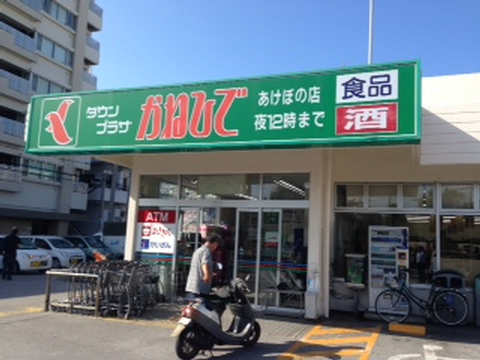 タウン
プラザ
かねひで
あけぼの店
夜12時まで
食品
酒
ATM